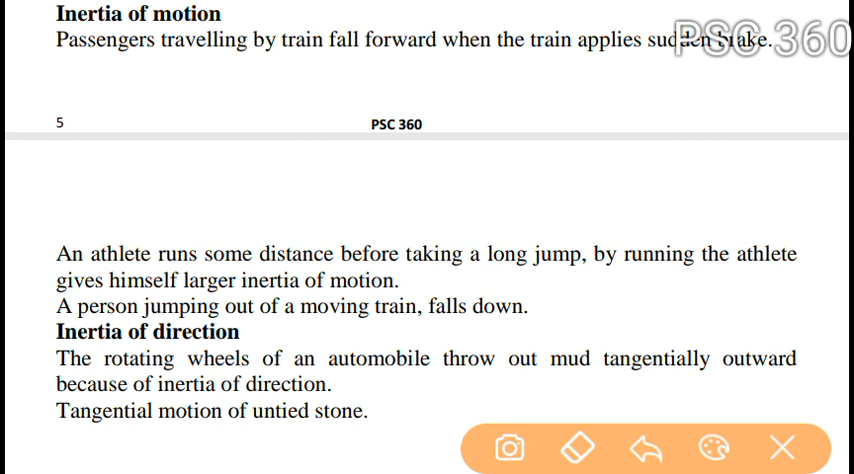 Inertia of motion
Passengers travelling by train fall forward when the train applies sudden brake.
PSC 360
5
PSC 360
An athlete runs some distance before taking a long jump, by running the athlete
gives himself larger inertia of motion.
A person jumping out of a moving train, falls down.
Inertia of direction
The rotating wheels of an automobile throw out mud tangentially outward
because of inertia of direction.
Tangential motion of untied stone.